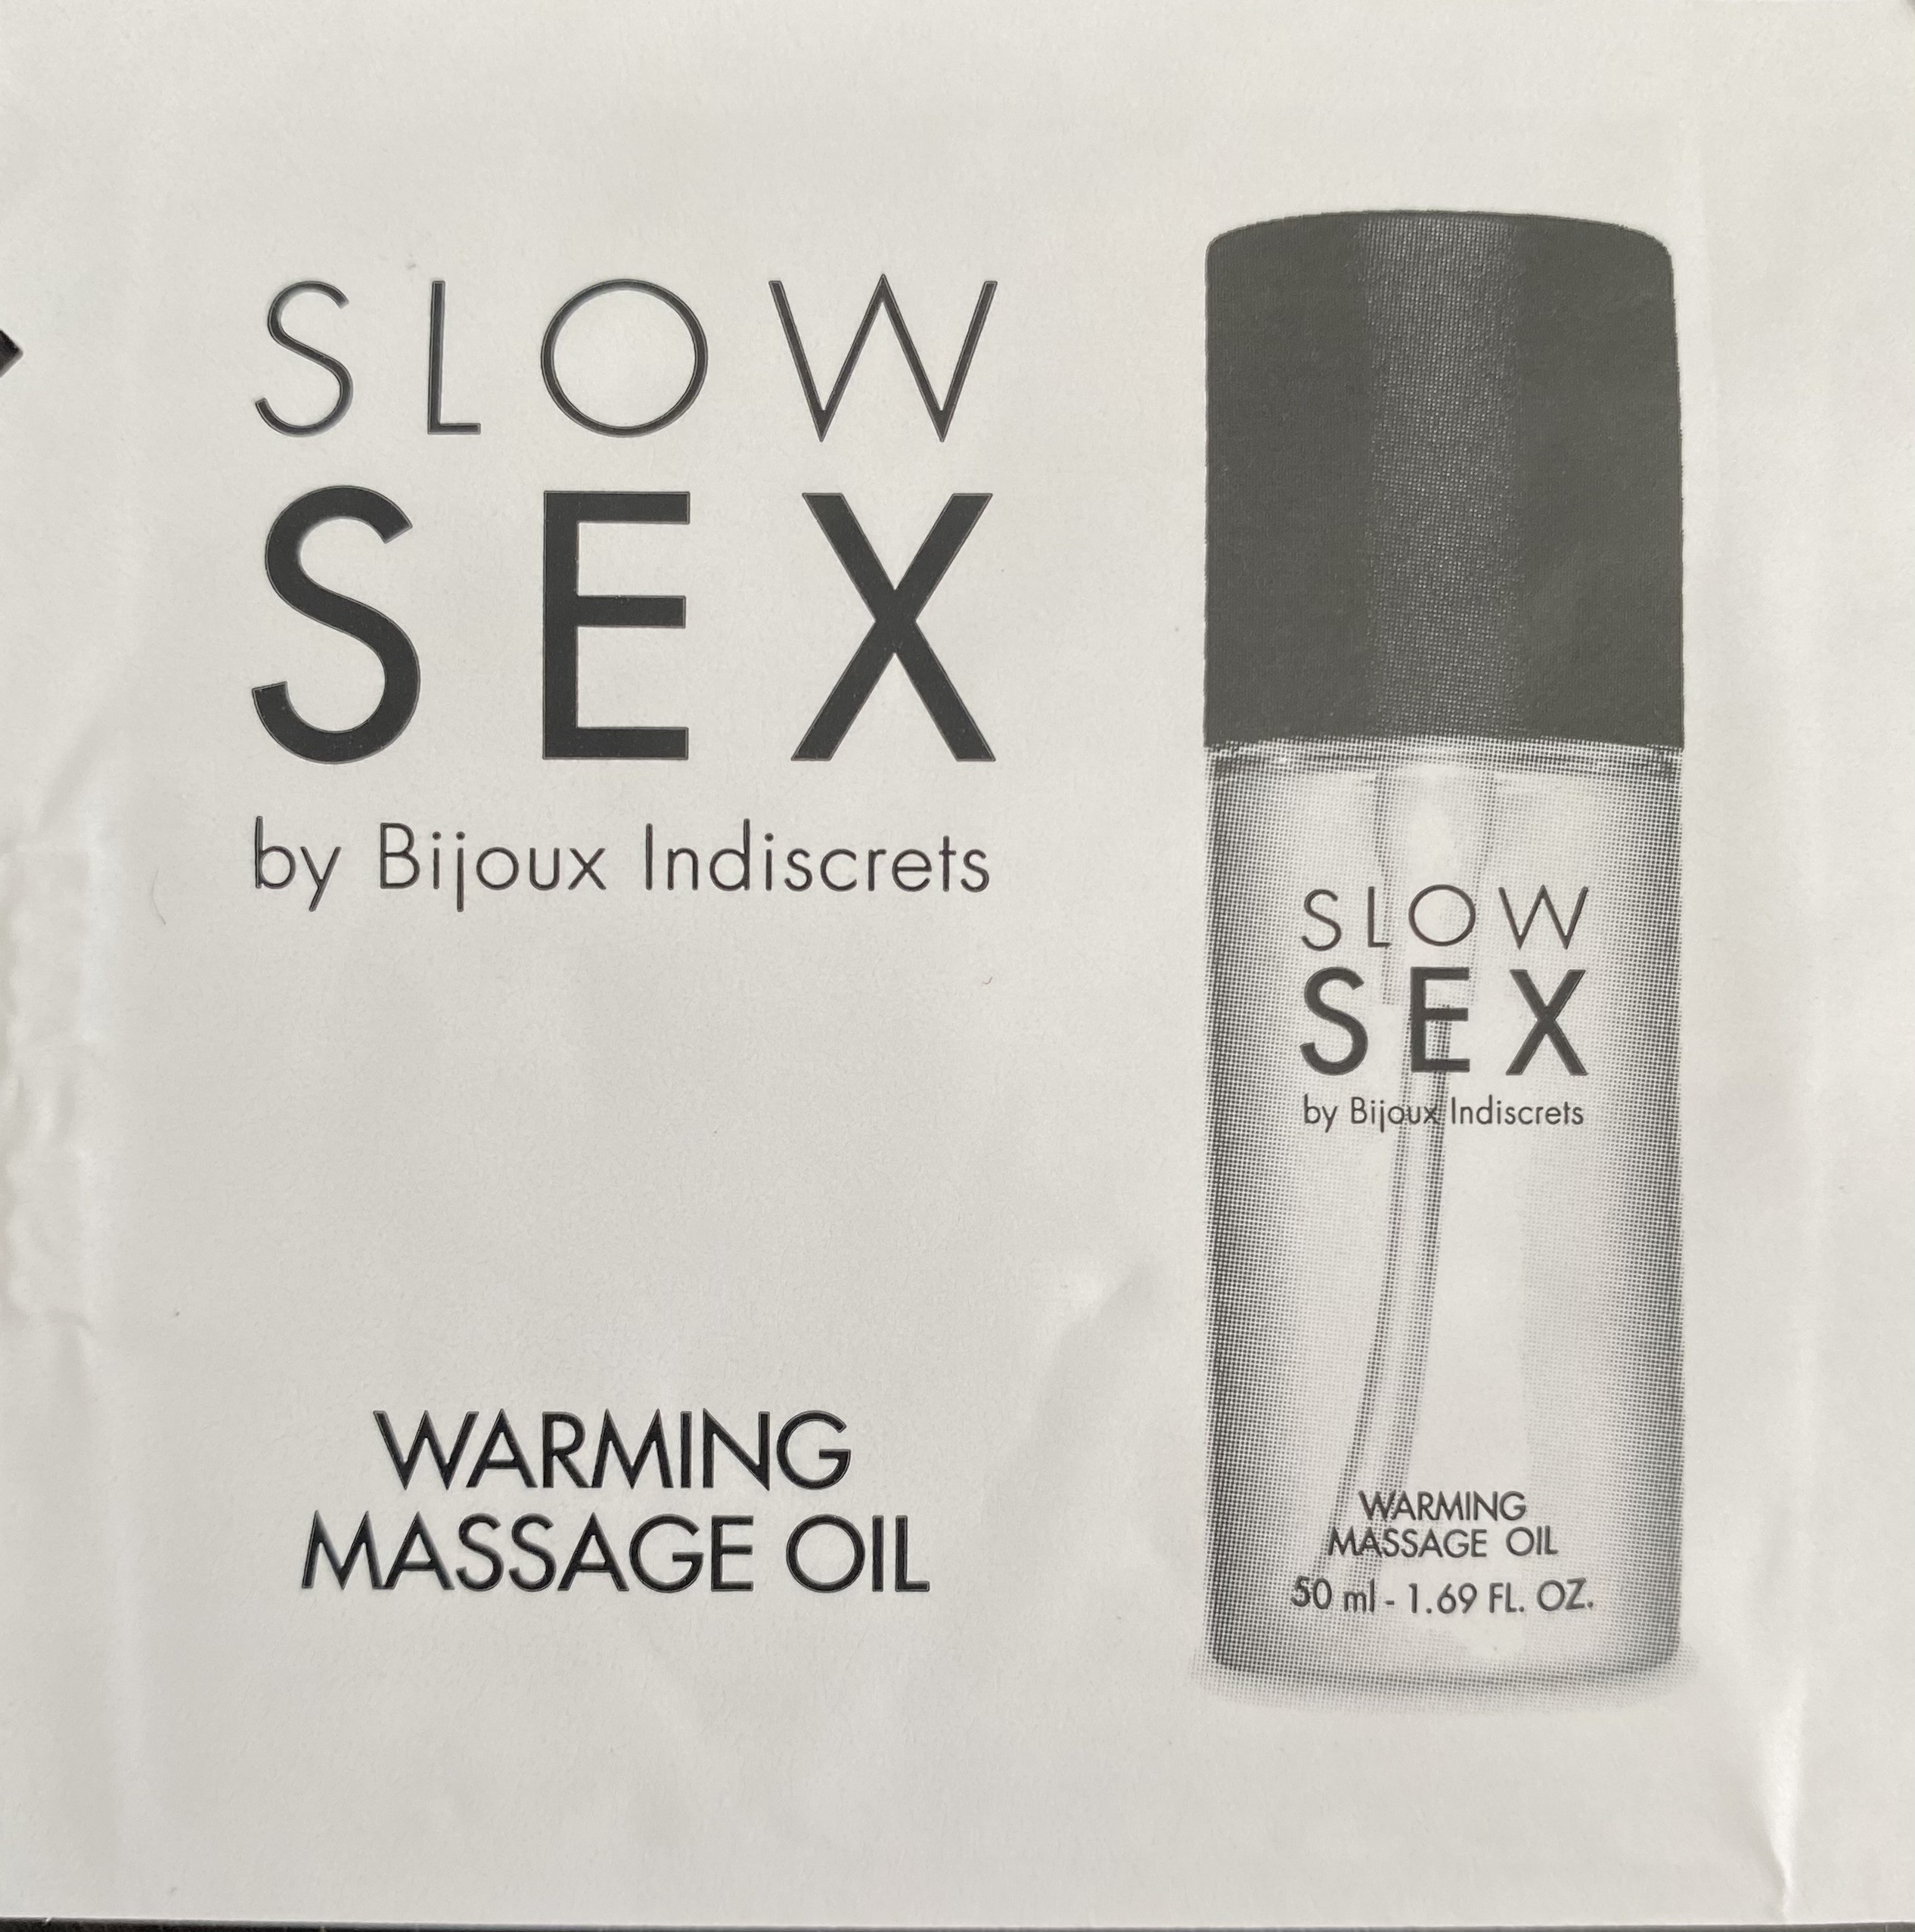 SLOW
SEX
by Bijoux Indiscrets
WARMING
MASSAGE OIL
SLOW
SEX
by Bijoux Indiscrets
WARMING
MASSAGE OIL
50 ml - 1.69 FL. OZ.